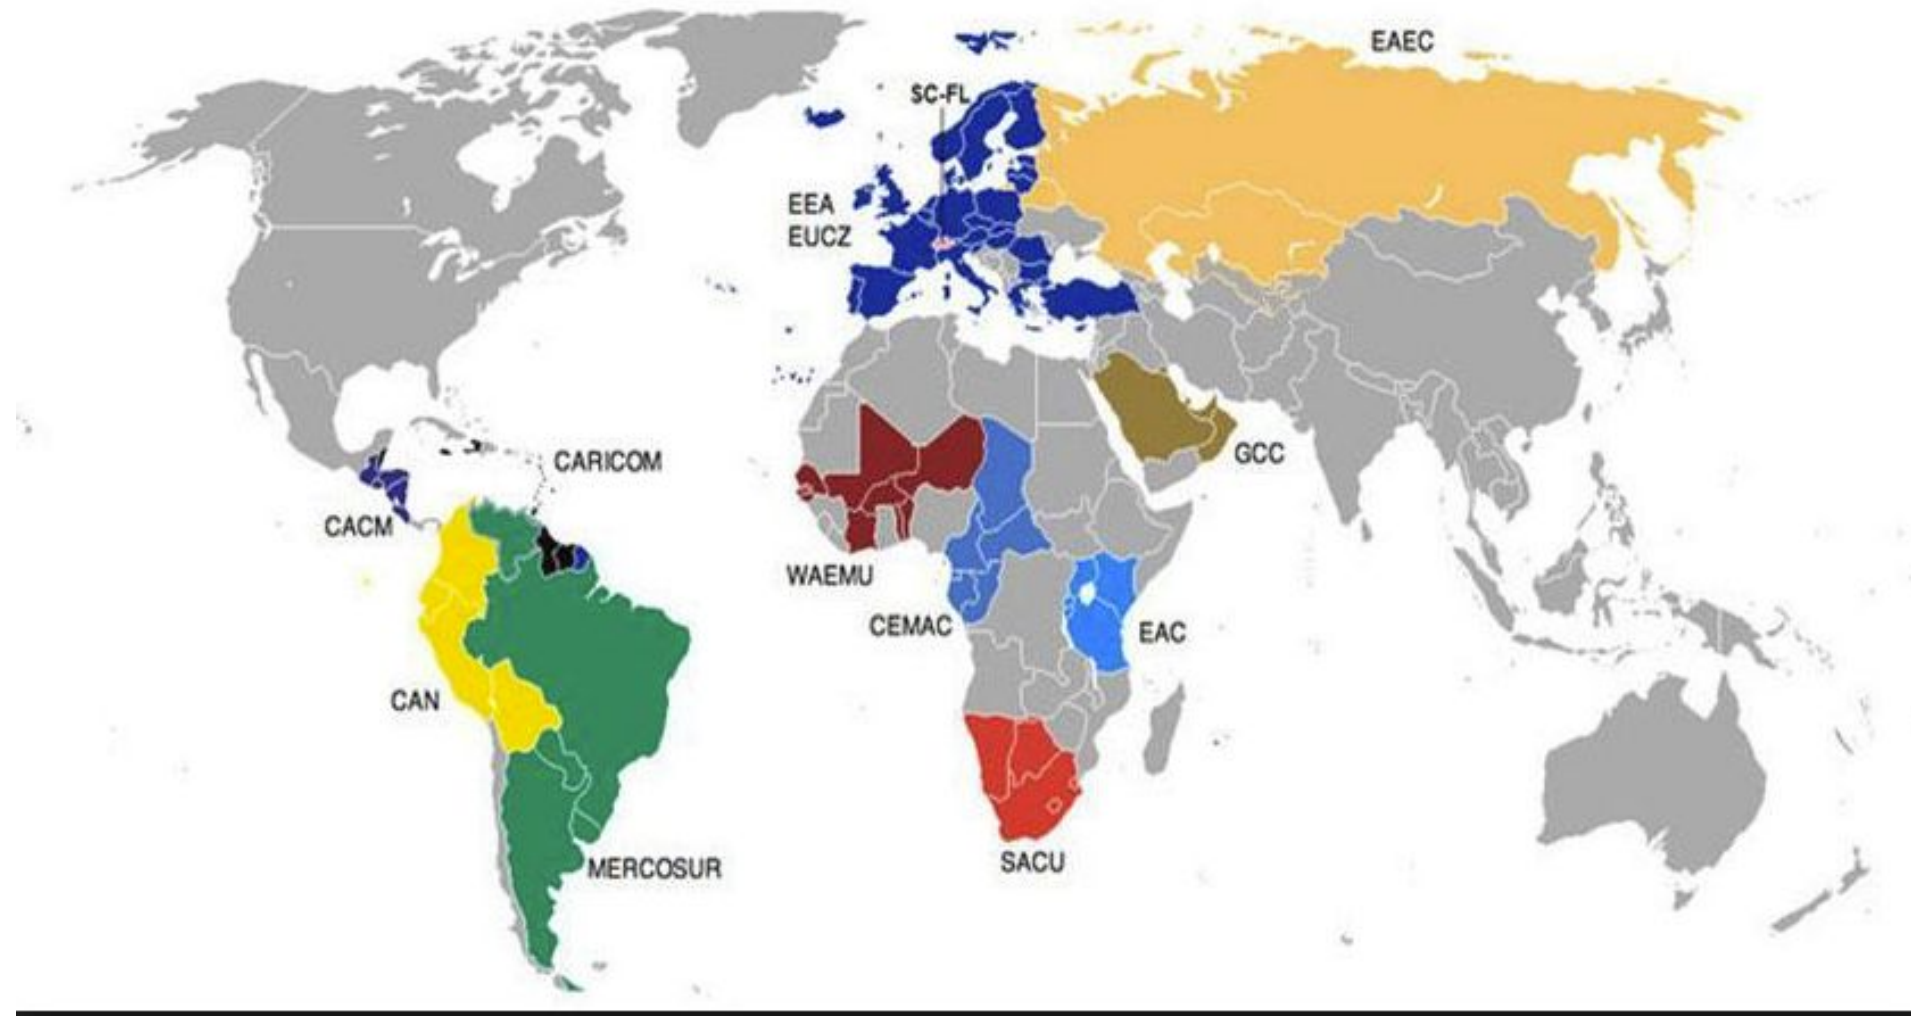 EAEC
SC-FL
EEA
EUCZ
CARICOM
GCC
CACM
WAEMU
CEMAC
EAC
CAN
SACU
MERCOSUR